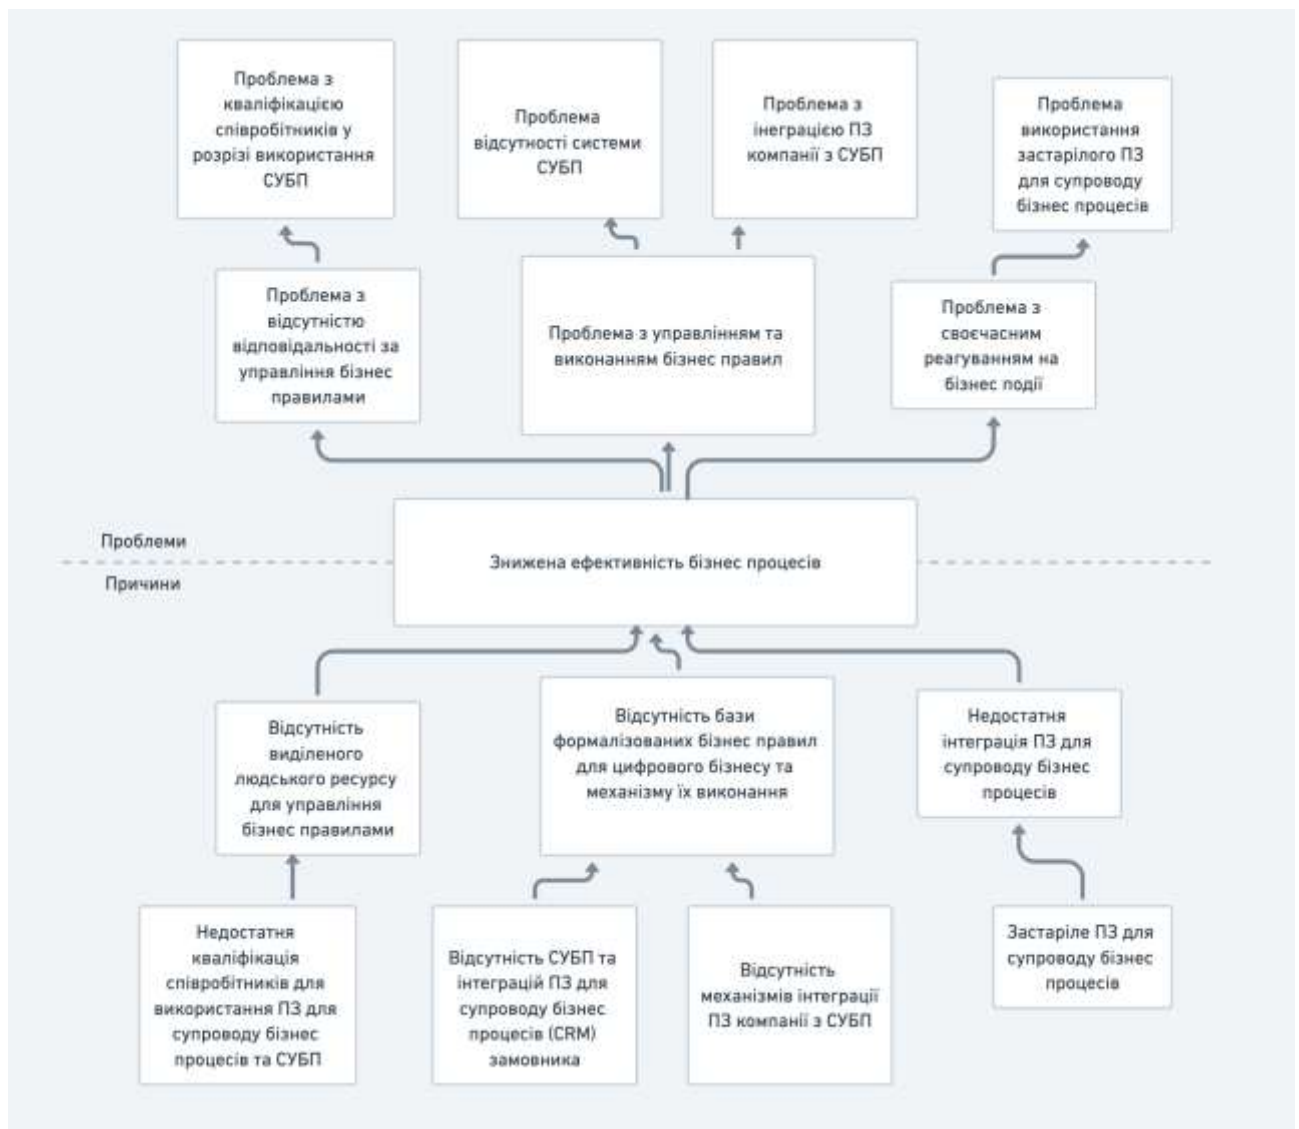 Проблема з
кваліфікацією
співробітників у
розрізі використання
СУБП
Проблема
відсутності системи
СУБП
Проблема з
інеграцією ПЗ
компанії з СУБП
Проблема
використання
застарілого ПЗ
для супроводу
бізнес процесів
Проблема з
відсутністю
відповідальності за
управління бізнес
правилами
Проблема з управлінням та
виконанням бізнес правил
Проблема з
своєчасним
реагуванням на
бізнес події
Проблеми
Причини
Знижена ефективність бізнес процесів
Відсутність
виділеного
людського ресурсу
для управління
бізнес правилами
Відсутність бази
формалізованих бізнес правил
для цифрового бізнесу та
механізму їх виконання
Недостатня
інтеграція ПЗ для
супроводу бізнес
процесів
Недостатня
кваліфікація
співробітників для
використання ПЗ для
супроводу бізнес
процесів та СУБП
Відсутність СУБП та
інтеграцій ПЗ для
супроводу бізнес
процесів (CRM)
замовника
Відсутність
механізмів інтеграції
ПЗ компанії з СУБП
Застаріле ПЗ для
супроводу бізнес
процесів